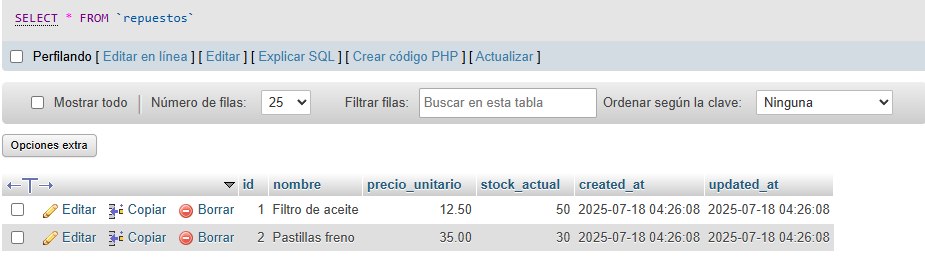 SELECT * FROM `repuestos`
Perfilando [ Editar en línea ] [ Editar ] [ Explicar SQL ] [ Crear código PHP ] [ Actualizar ]
Mostrar todo | Número de filas: 25 Filtrar filas: Buscar en esta tabla Ordenar según la clave: Ninguna
Opciones extra
id nombre precio_unitario stock_actual created_at updated_at
Editar Copiar Borrar 1 Filtro de aceite 12.50 50 2025-07-18 04:26:08 2025-07-18 04:26:08
Editar Copiar Borrar 2 Pastillas freno 35.00 30 2025-07-18 04:26:08 2025-07-18 04:26:08